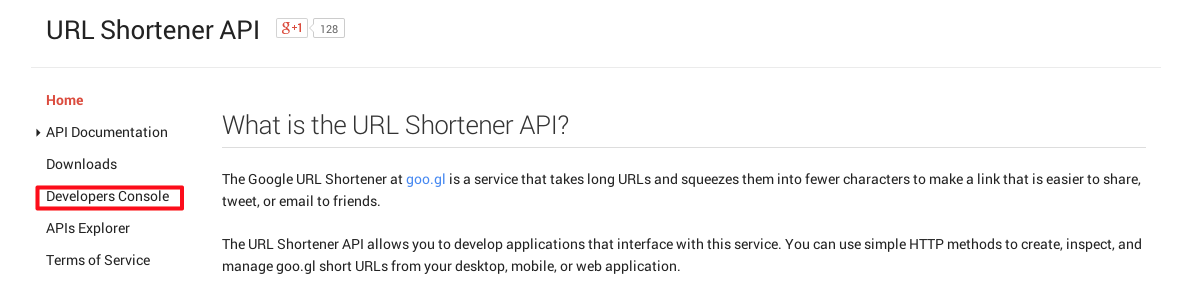 URL Shortener API g+1 128
Home
API Documentation
Downloads
Developers Console
APIs Explorer
Terms of Service
What is the URL Shortener API?
The Google URL Shortener at goo.gl is a service that takes long URLs and squeezes them into fewer characters to make a link that is easier to share,
tweet, or email to friends.
The URL Shortener API allows you to develop applications that interface with this service. You can use simple HTTP methods to create, inspect, and
manage goo.gl short URLs from your desktop, mobile, or web application.